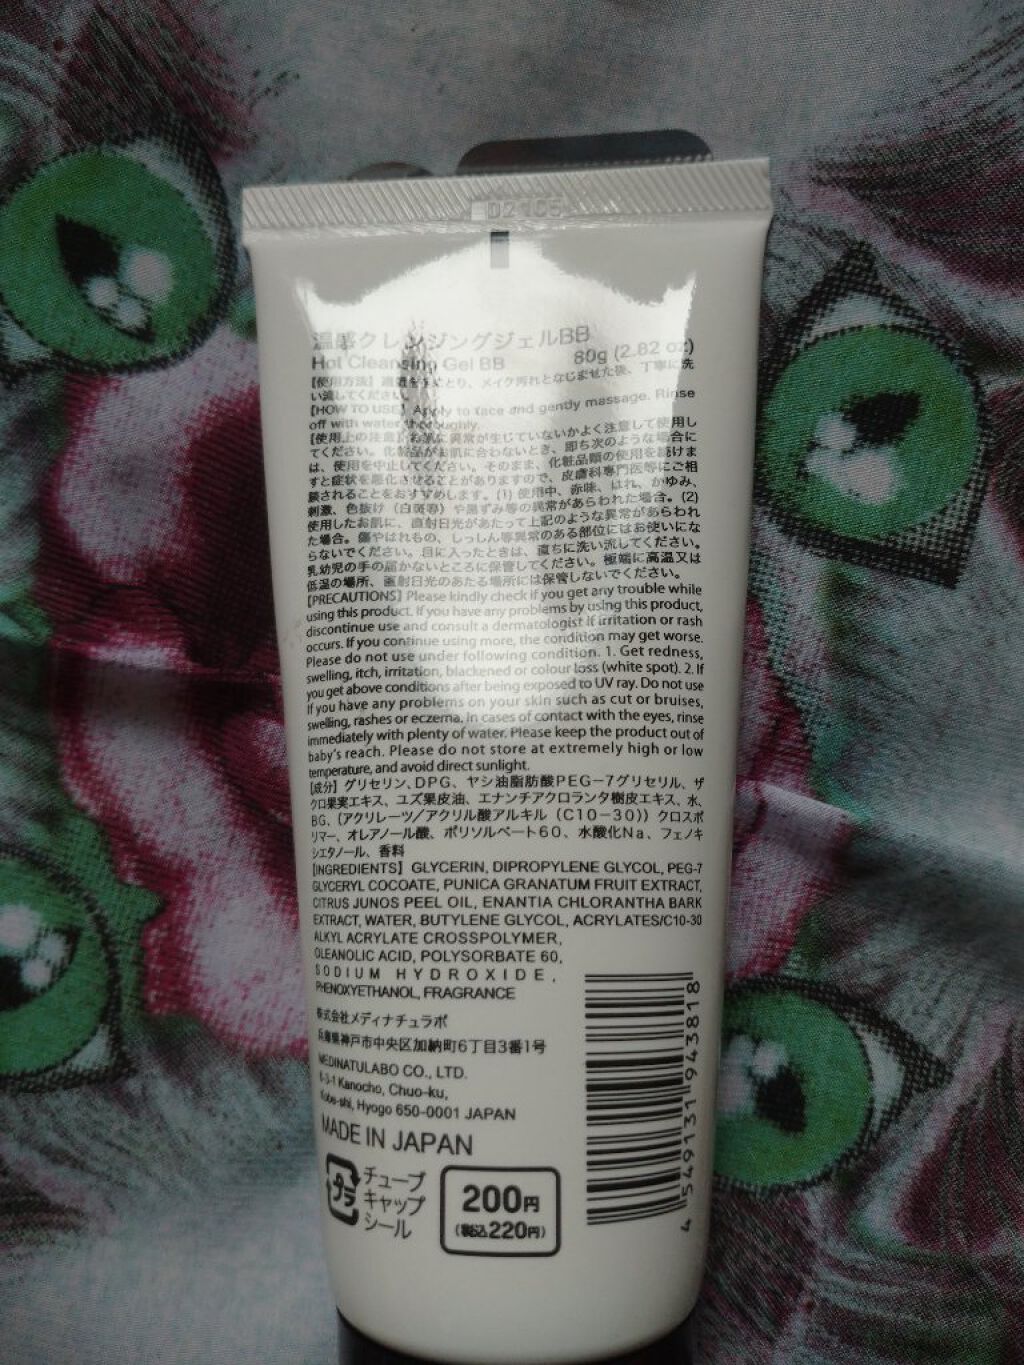 温感クレンジングジェルBB
Hot Cleansing Gel BB 80g (2.82 oz)
【使用方法】適量を手にとり、メイク汚れとなじませた後、丁寧に洗
い流してください。
【HOW TO USE】Apply to face and gently massage. Rinse
off with water thoroughly.
【使用上の注意】お肌に異常が生じていないかよく注意して使用し
てください。化粧品がお肌に合わないとき、即ち次のような場合に
は、使用を中止してください。そのまま、化粧品類の使用を続けま
すと症状を悪化させることがありますので、皮膚科専門医等にご相
談されることをおすすめします。(1) 使用中、赤味、はれ、かゆみ、
刺激、色抜け（白斑等）や黒ずみ等の異常があらわれた場合。(2)
使用したお肌に、直射日光があたって上記のような異常があらわれ
た場合。傷やはれもの、しっしん等異常のある部位にはお使いにな
らないでください。目に入ったときは、直ちに洗い流してください。
乳幼児の手の届かないところに保管してください。極端に高温又は
低温の場所、直射日光のあたる場所には保管しないでください。
【PRECAUTIONS】Please kindly check if you get any trouble while
using this product. If you have any problems by using this product,
discontinue use and consult a dermatologist If irritation or rash
occurs. If you continue using more, the condition may get worse.
Please do not use under following condition. 1. Get redness,
swelling, itch, irritation, blackened or colour loss (white spot). 2. If
you get above conditions after being exposed to UV ray. Do not use
If you have any problems on your skin such as cut or bruises,
swelling, rashes or eczema. In cases of contact with the eyes, rinse
immediately with plenty of water. Please keep the product out of
baby's reach. Please do not store at extremely high or low
temperature, and avoid direct sunlight.
【成分】グリセリン、DPG、ヤシ油脂肪酸PEG-7グリセリル、ザ
クロ果実エキス、ユズ果皮油、エナンチアクロランタ樹皮エキス、水、
BG、（アクリレーツ／アクリル酸アルキル（C10-30））クロスポ
リマー、オレアノール酸、ポリソルベート60、水酸化Na、フェノキ
シエタノール、香料
【INGREDIENTS】GLYCERIN, DIPROPYLENE GLYCOL, PEG-7
GLYCERYL COCOATE, PUNICA GRANATUM FRUIT EXTRACT,
CITRUS JUNOS PEEL OIL, ENANTIA CHLORANTHA BARK
EXTRACT, WATER, BUTYLENE GLYCOL, ACRYLATES/C10-30
ALKYL ACRYLATE CROSSPOLYMER,
OLEANOLIC ACID, POLYSORBATE 60,
SODIUM HYDROXIDE,
PHENOXYETHANOL, FRAGRANCE
株式会社メディナチュラボ
兵庫県神戸市中央区加納町6丁目3番1号
MEDINATULABO CO., LTD.
6-3-1 Kanocho, Chuo-ku,
Kobe-shi, Hyogo 650-0001 JAPAN
MADE IN JAPAN
プラ
チューブ
キャップ
シール
200円
(税込220円)
4 549131 943818